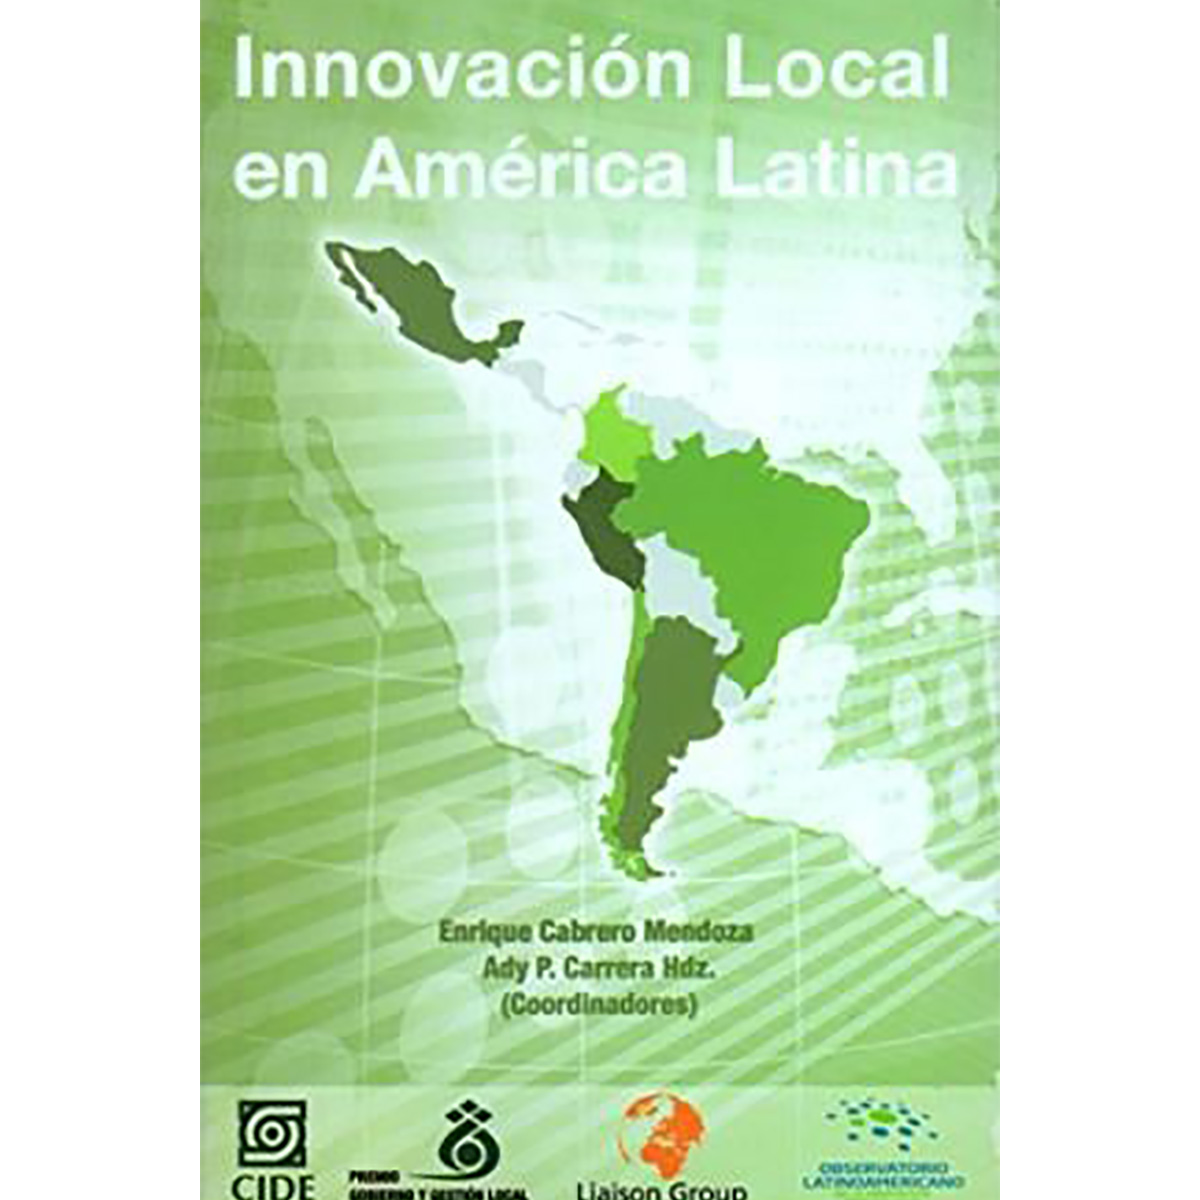 Innovación Local
en América Latina
Enrique Cabrero Mendoza
Ady P. Carrera Hdz.
(Coordinadores)
CIDE
PREMIO
GOBIERNO Y GESTIÓN LOCAL
Liaison Group
OBSERVATORIO
LATINOAMERICANO